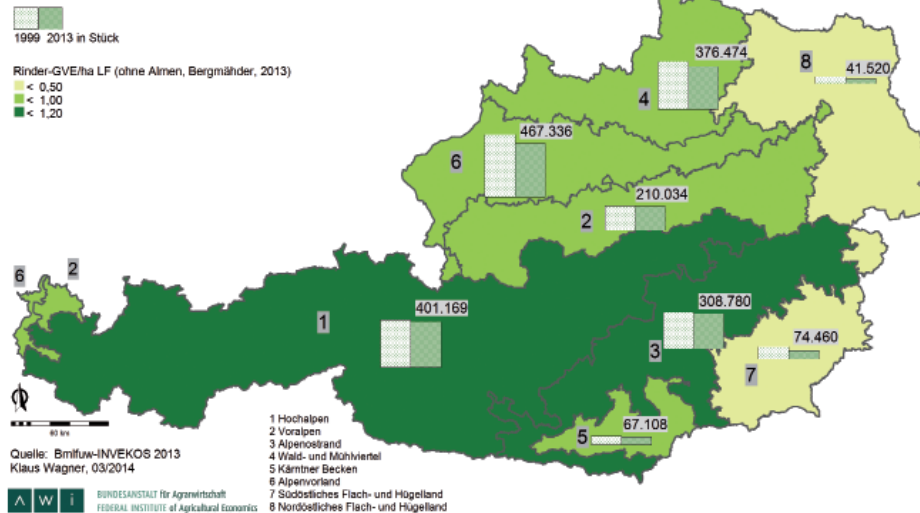 1999 2013 in Stück
Rinder-GVE/ha LF (ohne Almen, Bergmähder, 2013)
< 0,50
< 1,00
< 1,20
8
41.520
376.474
4
467.336
6
210.034
2
6
2
401.169
1
308.780
3
74.460
7
67.108
5
60 km
Quelle: Bmlfuw-INVEKOS 2013
Klaus Wagner, 03/2014
1 Hochalpen
2 Voralpen
3 Alpenostrand
4 Wald- und Mühlviertel
5 Kärntner Becken
6 Alpenvorland
7 Südöstliches Flach- und Hügelland
8 Nordöstliches Flach- und Hügelland
AWI
BUNDESANSTALT für Agrarwirtschaft
FEDERAL INSTITUTE of Agricultural Economics